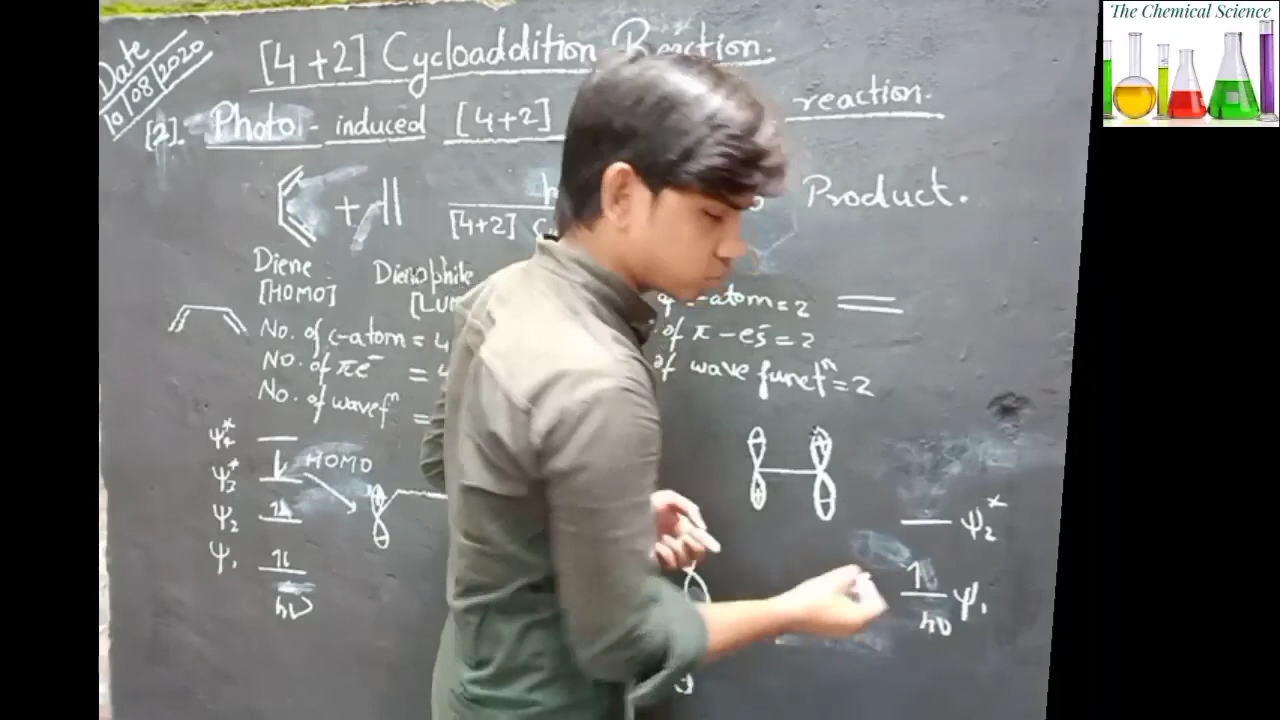 The Chemical Science
Date
10/08/2020
[4+2] Cycloaddition Reaction.
[2]. Photo - induced [4+2] reaction.
+ Product.
[4+2]
Diene Dienophile
[HOMO]
No. of c-atom = 4 -atom = 2
No. of πe⁻ = of π - es⁻ = 2
No. of wavefⁿ = of wave functⁿ = 2
ψ₄*
ψ₃* HOMO
ψ₂
ψ₁
hν
ψ₂*
1 ψ₁
hν